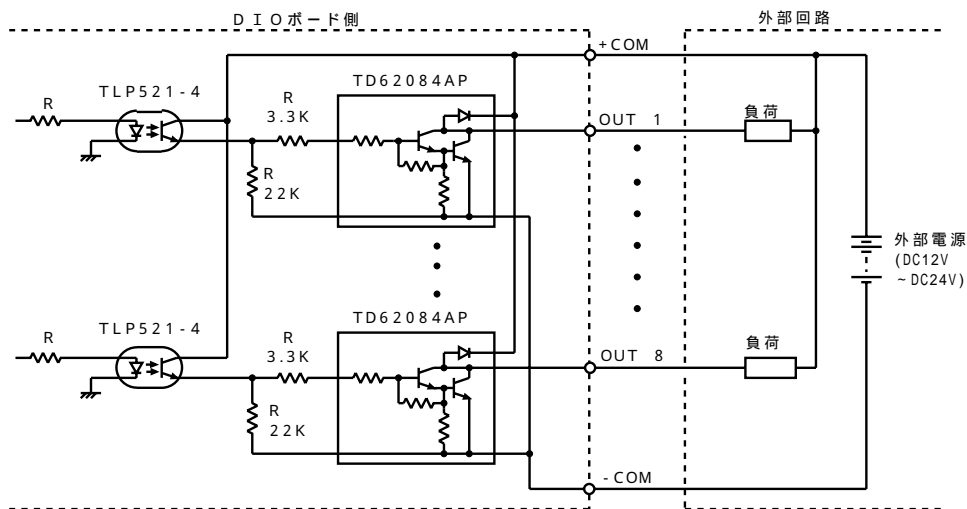 ＤＩＯボード側
外部回路
+COM
TLP521-4
TD62084AP
R
R
3.3K
OUT 1
負荷
R
22K
外部電源
(DC12V
～DC24V)
TLP521-4
TD62084AP
R
R
3.3K
OUT 8
負荷
R
22K
-COM